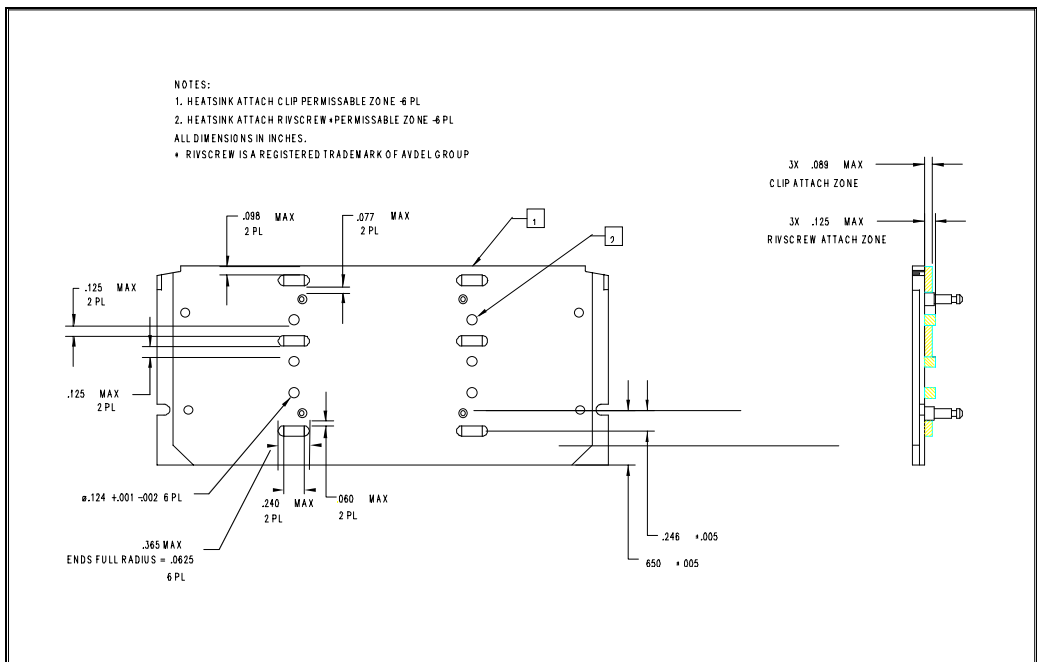 NOTES:
1. HEATSINK ATTACH CLIP PERMISSABLE ZONE -6 PL
2. HEATSINK ATTACH RIVSCREW * PERMISSABLE ZONE -6 PL
ALL DIMENSIONS IN INCHES.
* RIVSCREW IS A REGISTERED TRADEMARK OF AVDEL GROUP
3X .089 MAX
CLIP ATTACH ZONE
3X .125 MAX
RIVSCREW ATTACH ZONE
.098 MAX
2 PL
.077 MAX
2 PL
1
2
.125 MAX
2 PL
.125 MAX
2 PL
ø.124 +.001 -.002 6 PL
.240 MAX
2 PL
060 MAX
2 PL
.365 MAX
ENDS FULL RADIUS = .0625
6 PL
.246 ±.005
650 ±005